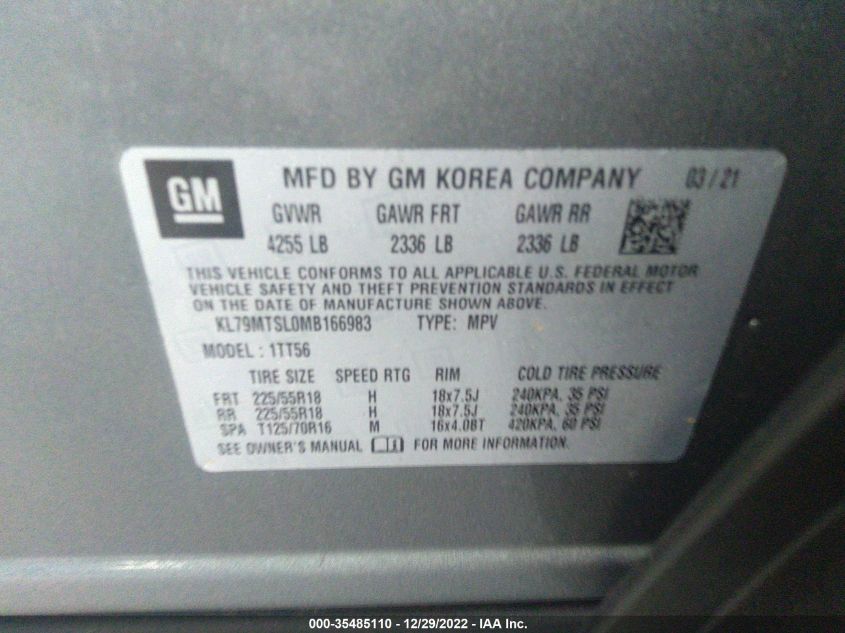 GM
MFD BY GM KOREA COMPANY 03/21
GVWR GAWR FRT GAWR RR
4255 LB 2336 LB 2336 LB
THIS VEHICLE CONFORMS TO ALL APPLICABLE U.S. FEDERAL MOTOR
VEHICLE SAFETY AND THEFT PREVENTION STANDARDS IN EFFECT
ON THE DATE OF MANUFACTURE SHOWN ABOVE.
KL79MTSL0MB166983 TYPE: MPV
MODEL: 1TT56
TIRE SIZE SPEED RTG RIM COLD TIRE PRESSURE
FRT 225/55R18 H 18x7.5J 240KPA, 35 PSI
RR 225/55R18 H 18x7.5J 240KPA, 35 PSI
SPA T125/70R16 M 16x4.0BT 420KPA, 60 PSI
SEE OWNER'S MANUAL FOR MORE INFORMATION.
000-35485110 - 12/29/2022 - IAA Inc.